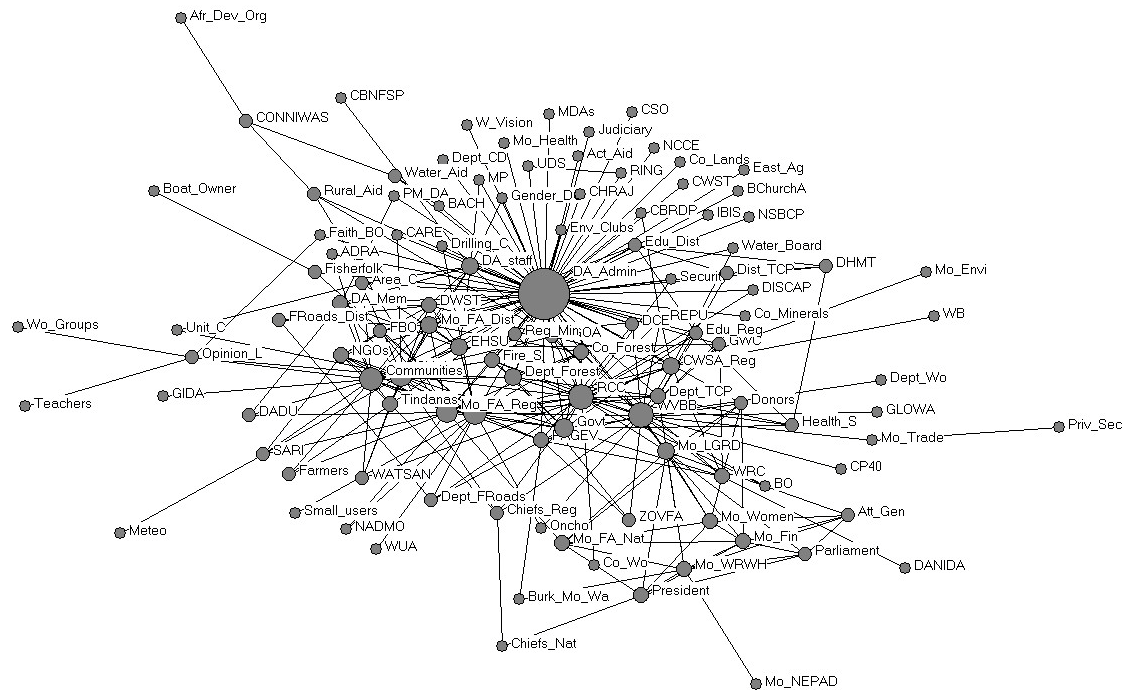 Afr_Dev_Org
CBNFSP
CONNIWAS
MDAs
CSO
W_Vision
Judiciary
Mo_Health
NCCE
Dept_CD
UDS
Act_Aid
Co_Lands
Water_Aid
MP
RING
East_Ag
Boat_Owner
Rural_Aid
PM_DA
Gender_D
CHRAJ
CWST
BChurchA
BACH
CBRDP
IBIS
NSBCP
Faith_BO
CARE
Env_Clubs
ADRA
Drilling_C
Edu_Dist
Water_Board
Fisherfolk
DA_staff
DA_Admin
Dist_TCP
DHMT
Mo_Envi
Area_C
Securit
DISCAP
DA_Mem
DWST
Co_Minerals
WB
Wo_Groups
Unit_C
FRoads_Dist
FBO
Mo_FA_Dist
Reg_Min
OA
DCE
REPU
Edu_Reg
GWC
Opinion_L
NGOs
EHSU
Fire_S
Co_Forest
CWSA_Reg
Communities
Dept_Forest
Dept_Wo
GIDA
RCC
Dept_TCP
Donors
Teachers
DADU
Tindanas
Mo_FA_Reg
WVBB
GLOWA
Health_S
Govt
Priv_Sec
SARI
GEV
Mo_LGRD
Mo_Trade
Farmers
WATSAN
WRC
CP40
BO
Small_users
Dept_FRoads
Chiefs_Reg
ZOVFA
Mo_Women
Att_Gen
Meteo
NADMO
Oncho
WUA
Mo_FA_Nat
Mo_Fin
Parliament
Co_Wo
Mo_WRWH
DANIDA
Burk_Mo_Wa
President
Chiefs_Nat
Mo_NEPAD